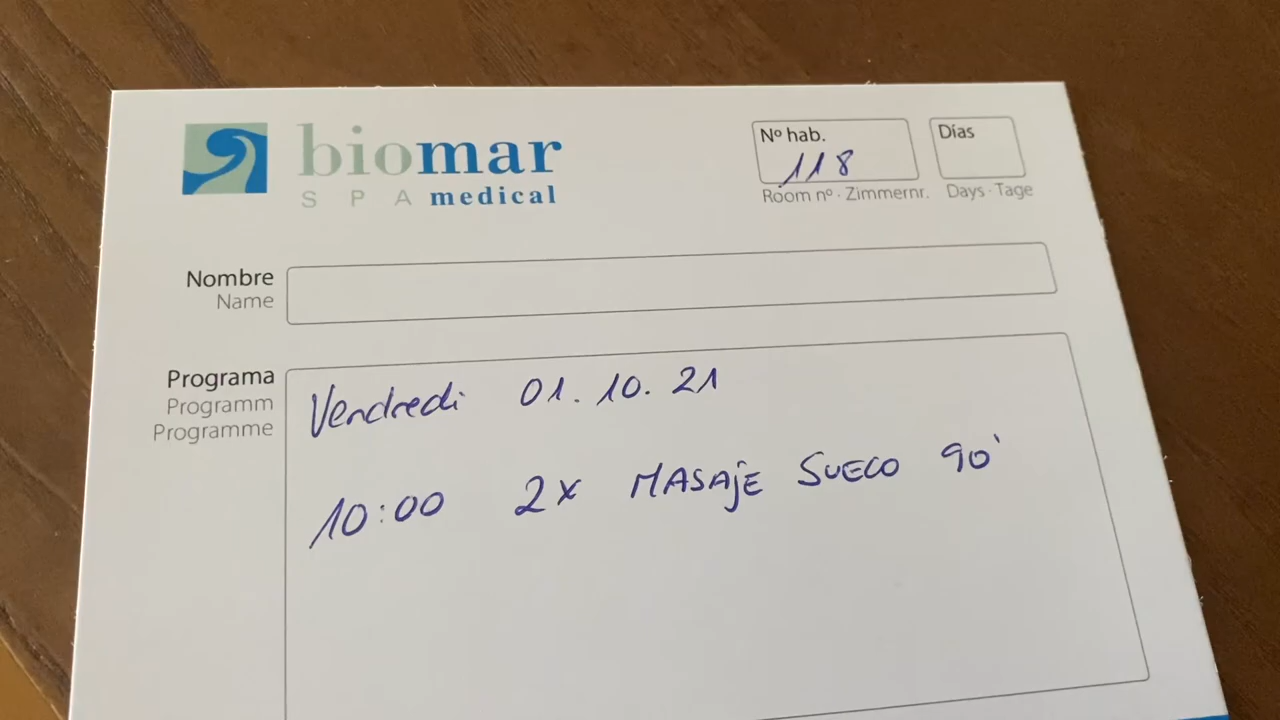 biomar
SPA medical
Nº hab.
118
Room nº · Zimmernr.
Días
Days · Tage
Nombre
Name
Programa
Programm
Programme
Vendredi 01.10.21
10:00 2x MASAJE SUECO 90'